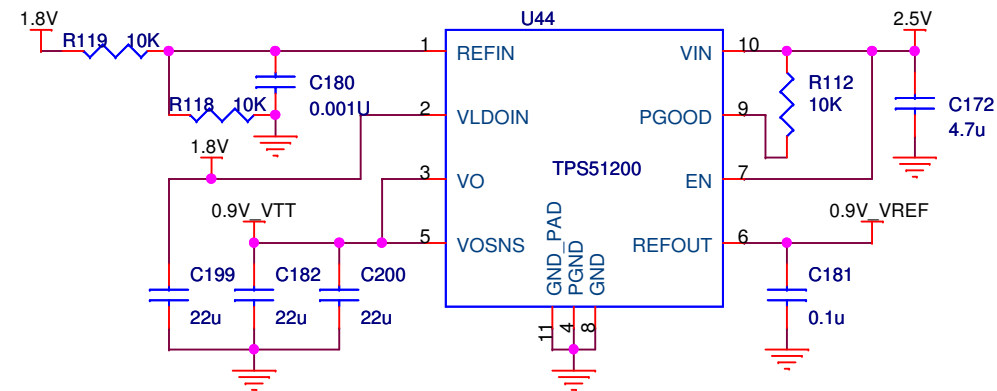 1.8V
U44
2.5V
R119 10K
1
REFIN
VIN
10
C180
0.001U
R112
10K
R118 10K
2
VLDOIN
PGOOD
9
C172
4.7u
1.8V
3
VO
TPS51200
EN
7
0.9V_VTT
0.9V_VREF
5
VOSNS
GND_PAD
PGND
GND
REFOUT
6
C199
C182
C200
C181
22u
22u
22u
0.1u
11
4
8